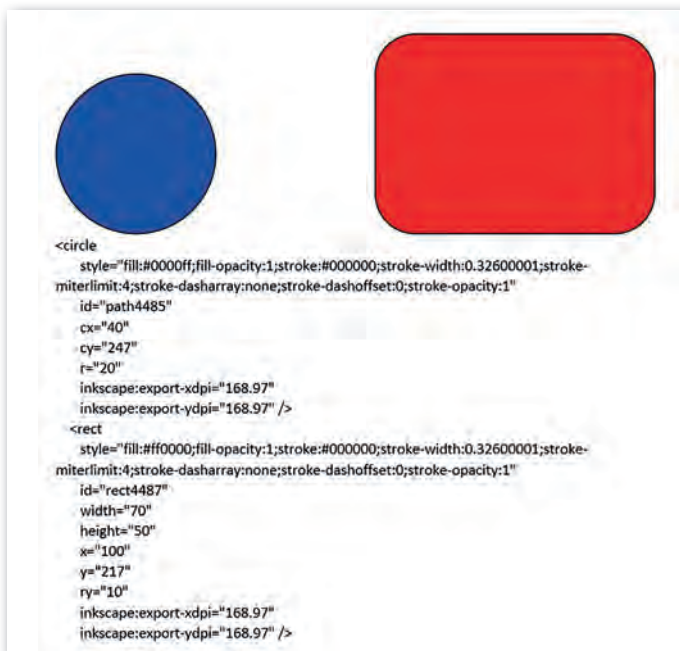 <circle
style="fill:#0000ff;fill-opacity:1;stroke:#000000;stroke-width:0.32600001;stroke-
miterlimit:4;stroke-dasharray:none;stroke-dashoffset:0;stroke-opacity:1"
id="path4485"
cx="40"
cy="247"
r="20"
inkscape:export-xdpi="168.97"
inkscape:export-ydpi="168.97" />
<rect
style="fill:#ff0000;fill-opacity:1;stroke:#000000;stroke-width:0.32600001;stroke-
miterlimit:4;stroke-dasharray:none;stroke-dashoffset:0;stroke-opacity:1"
id="rect4487"
width="70"
height="50"
x="100"
y="217"
ry="10"
inkscape:export-xdpi="168.97"
inkscape:export-ydpi="168.97" />